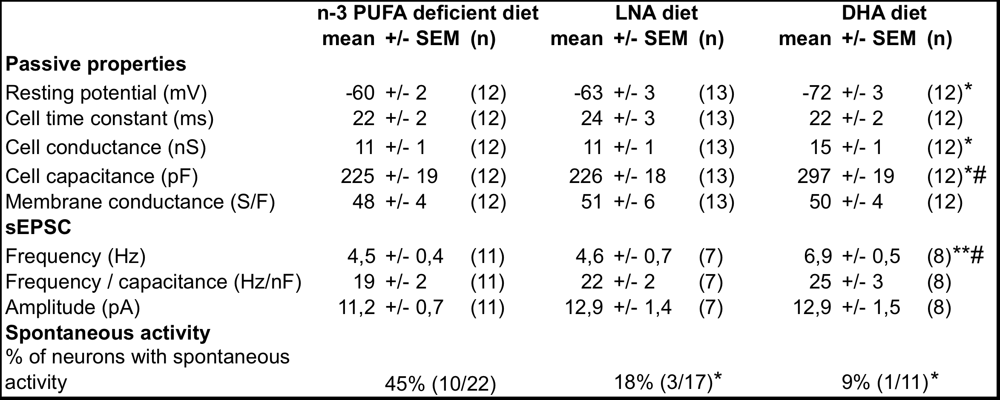 n-3 PUFA deficient diet LNA diet DHA diet
mean +/- SEM (n) mean +/- SEM (n) mean +/- SEM (n)
Passive properties
Resting potential (mV) -60 +/- 2 (12) -63 +/- 3 (13) -72 +/- 3 (12)*
Cell time constant (ms) 22 +/- 2 (12) 24 +/- 3 (13) 22 +/- 2 (12)
Cell conductance (nS) 11 +/- 1 (12) 11 +/- 1 (13) 15 +/- 1 (12)*
Cell capacitance (pF) 225 +/- 19 (12) 226 +/- 18 (13) 297 +/- 19 (12)*#
Membrane conductance (S/F) 48 +/- 4 (12) 51 +/- 6 (13) 50 +/- 4 (12)
sEPSC
Frequency (Hz) 4,5 +/- 0,4 (11) 4,6 +/- 0,7 (7) 6,9 +/- 0,5 (8)**#
Frequency / capacitance (Hz/nF) 19 +/- 2 (11) 22 +/- 2 (7) 25 +/- 3 (8)
Amplitude (pA) 11,2 +/- 0,7 (11) 12,9 +/- 1,4 (7) 12,9 +/- 1,5 (8)
Spontaneous activity
% of neurons with spontaneous
activity 45% (10/22) 18% (3/17)* 9% (1/11)*